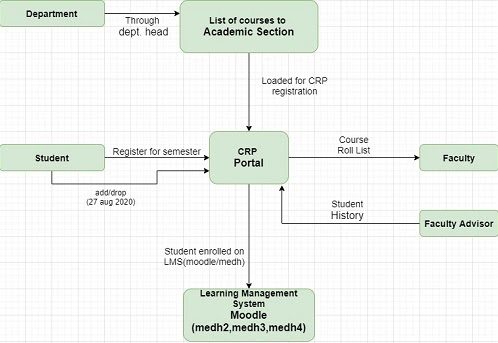 Department
Through
dept. head
List of courses to
Academic Section
Loaded for CRP
registration
Student
Register for semester
add/drop
(27 aug 2020)
CRP
Portal
Course
Roll List
Faculty
Student
History
Faculty Advisor
Student enrolled on
LMS(moodle/medh)
Learning Management
System
Moodle
(medh2,medh3,medh4)